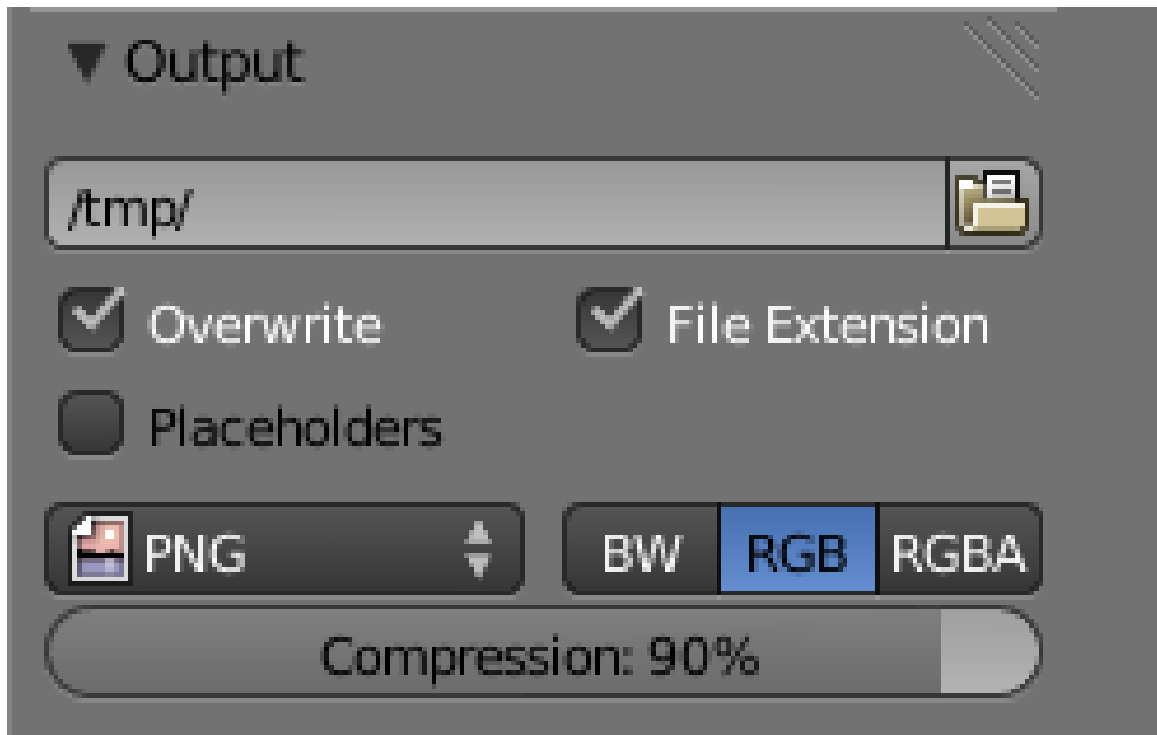 Output
/tmp/
Overwrite File Extension
Placeholders
PNG BW RGB RGBA
Compression: 90%